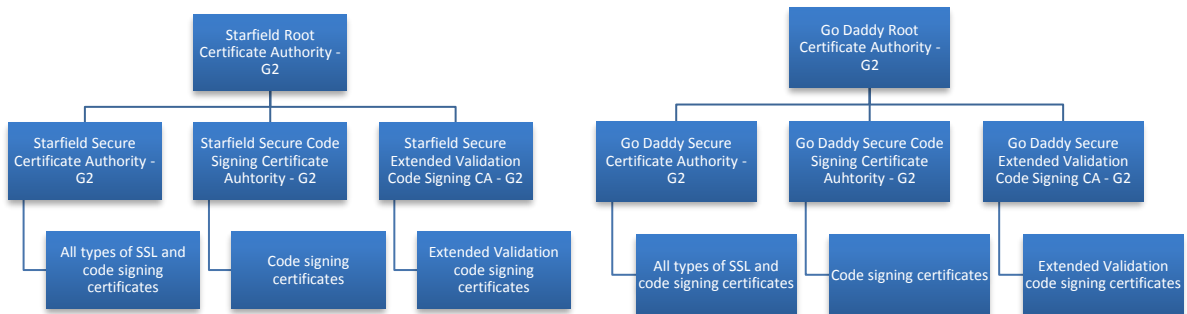 Starfield Root
Certificate Authority -
G2
Starfield Secure
Certificate Authority -
G2
All types of SSL and
code signing
certificates
Starfield Secure Code
Signing Certificate
Auhtority - G2
Code signing
certificates
Starfield Secure
Extended Validation
Code Signing CA - G2
Extended Validation
code signing
certificates
Go Daddy Root
Certificate Authority -
G2
Go Daddy Secure
Certificate Authority -
G2
All types of SSL and
code signing certificates
Go Daddy Secure Code
Signing Certificate
Auhtority - G2
Code signing certificates
Go Daddy Secure
Extended Validation
Code Signing CA - G2
Extended Validation
code signing certificates